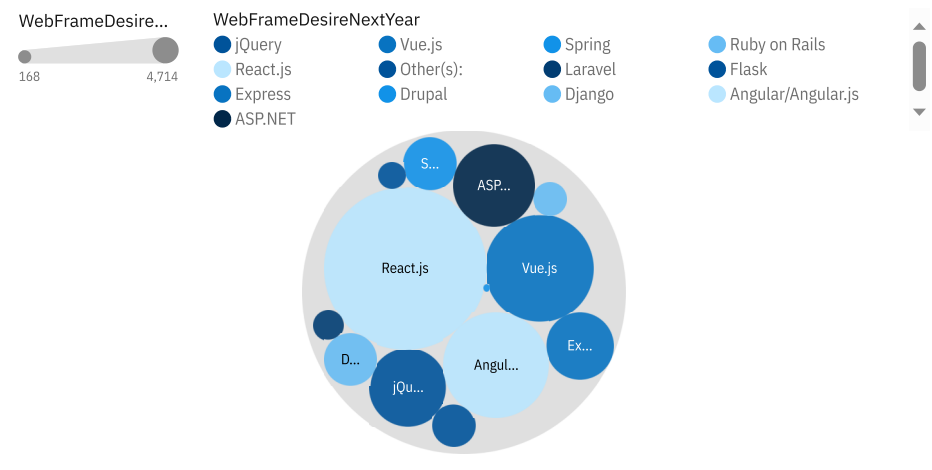 WebFrameDesire...
168
4,714
WebFrameDesireNextYear
jQuery Vue.js Spring Ruby on Rails
React.js Other(s): Laravel Flask
Express Drupal Django Angular/Angular.js
ASP.NET
S...
ASP...
React.js
Vue.js
Ex...
D...
Angul...
jQu...